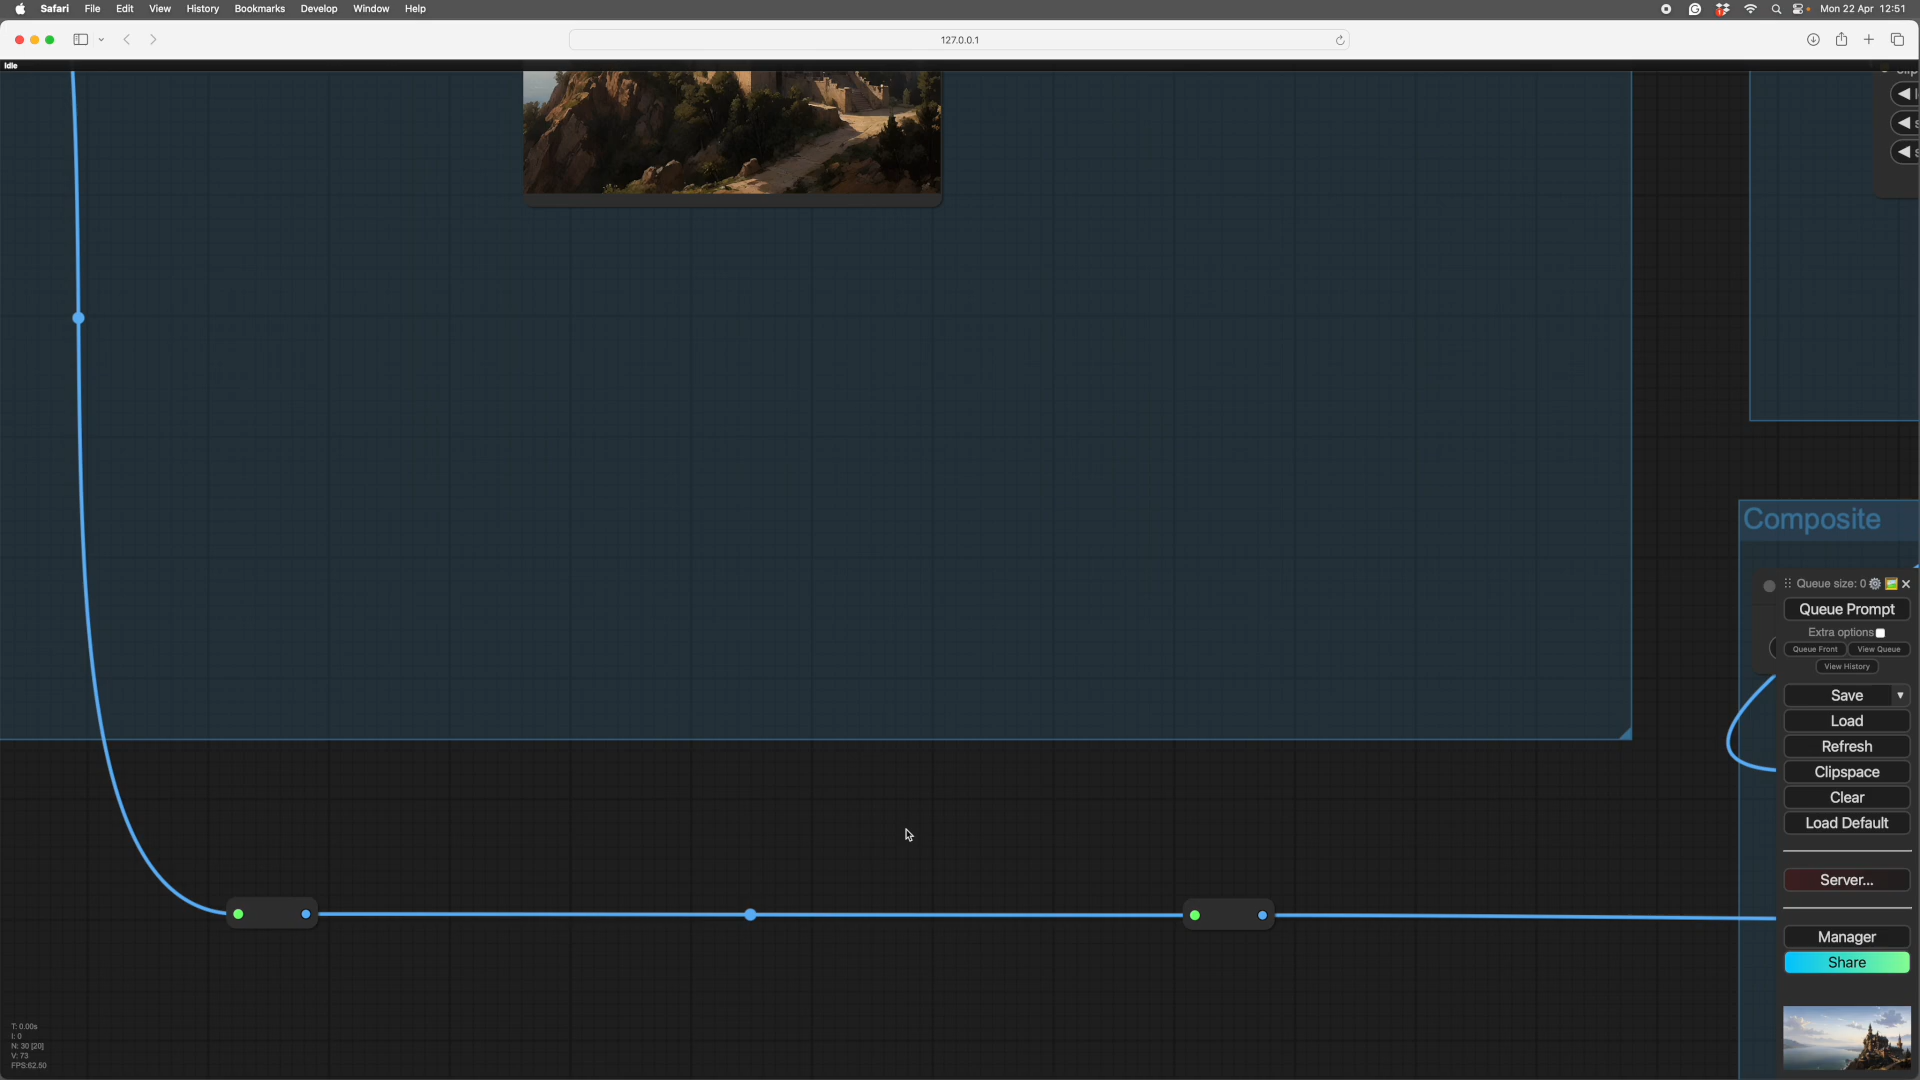 Safari File Edit View History Bookmarks Develop Window Help Mon 22 Apr 12:51
127.0.0.1
Idle
Composite
Queue size: 0
Queue Prompt
Extra options
Queue Front View Queue
View History
Save
Load
Refresh
Clipspace
Clear
Load Default
Server...
Manager
Share
T: 0.00s
I: 0
N: 30 [20]
V: 73
FPS:62.50